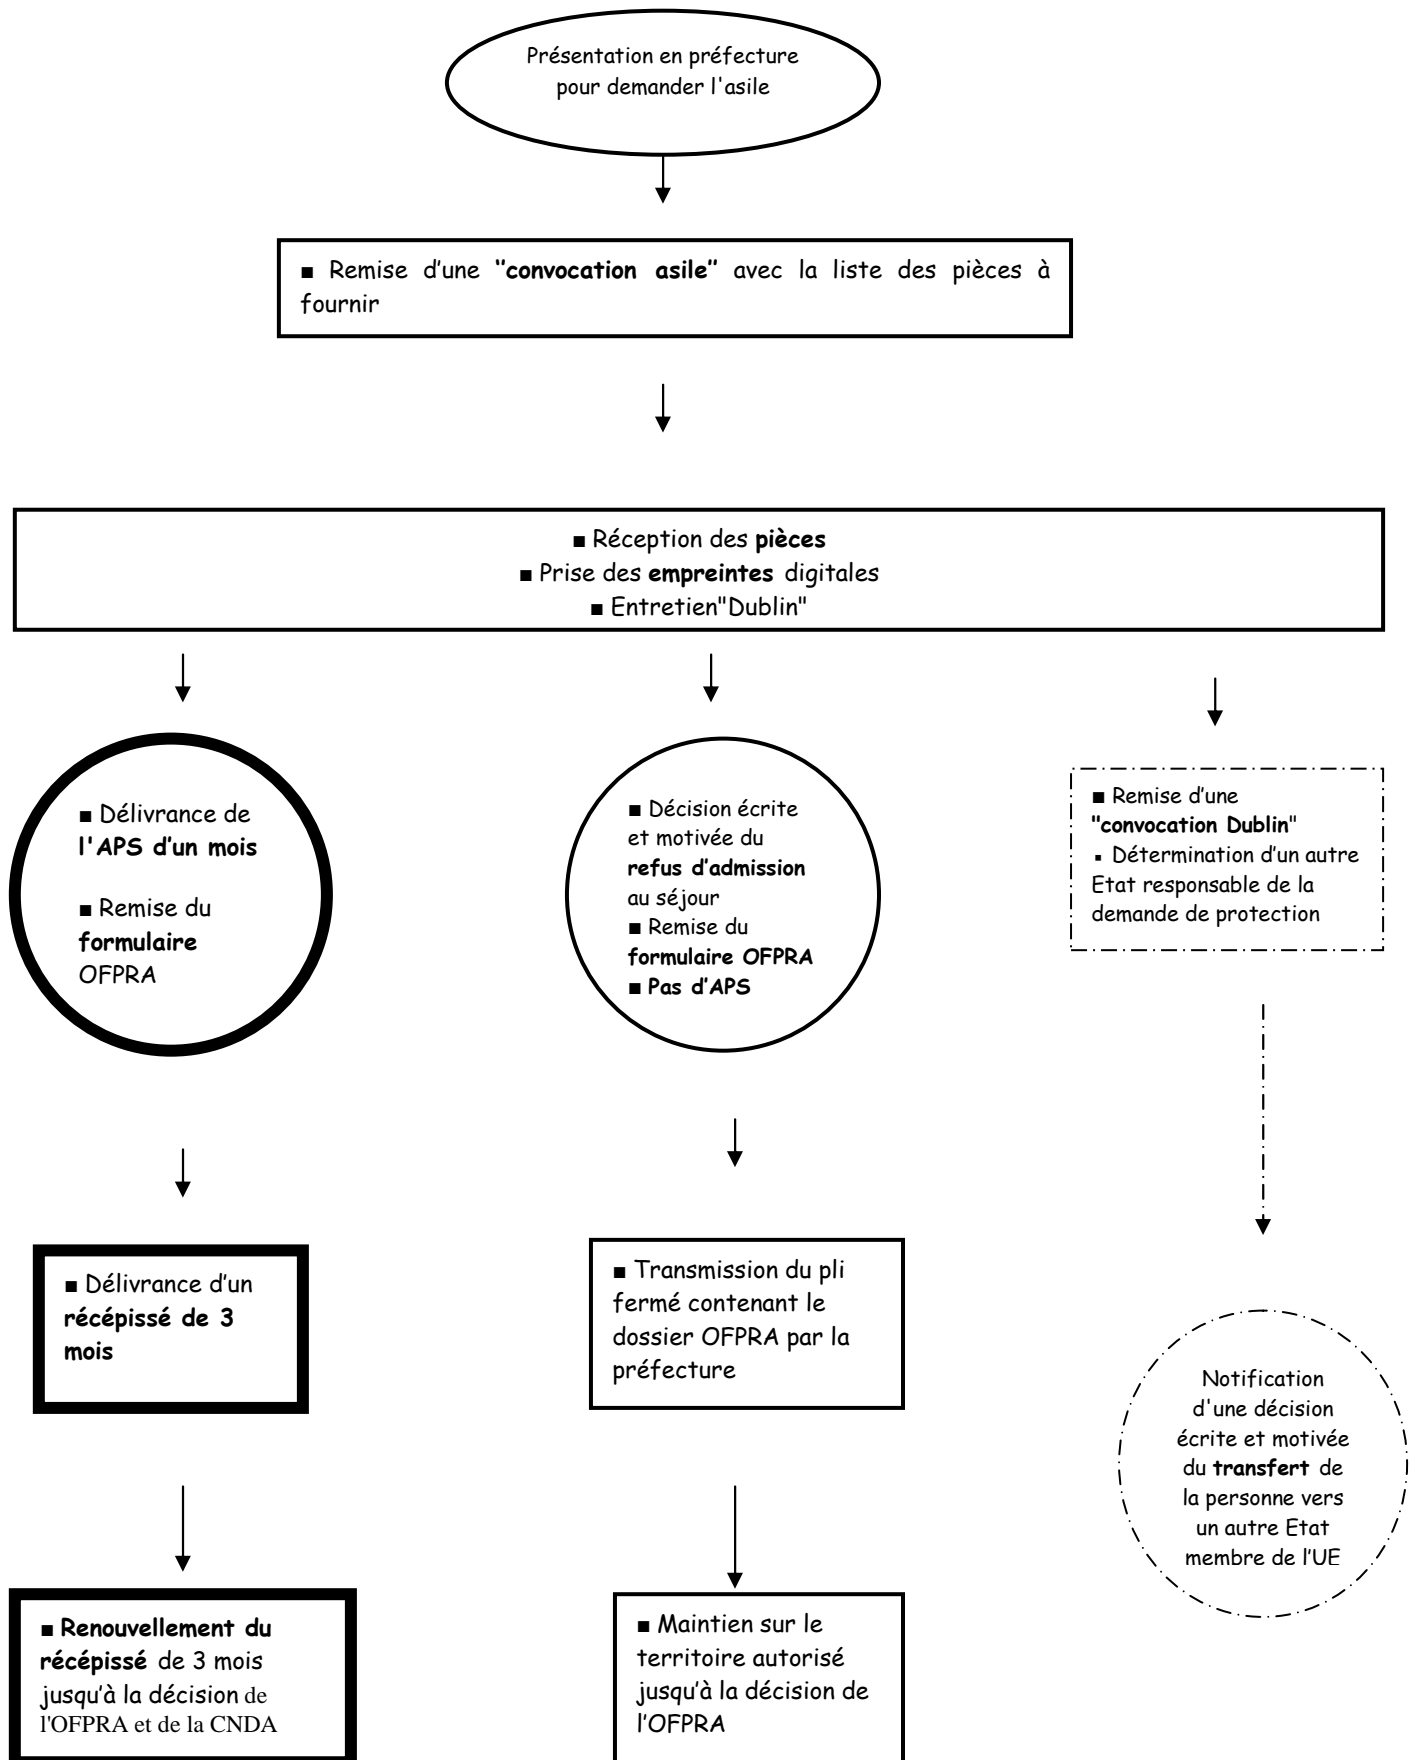 Présentation en préfecture
pour demander l'asile
■ Remise d'une "convocation asile" avec la liste des pièces à
fournir
■ Réception des pièces
■ Prise des empreintes digitales
■ Entretien"Dublin"
■ Délivrance de
l'APS d'un mois
■ Remise du
formulaire
OFPRA
■ Décision écrite
et motivée du
refus d'admission
au séjour
■ Remise du
formulaire OFPRA
■ Pas d'APS
■ Remise d'une
"convocation Dublin"
▪ Détermination d'un autre
Etat responsable de la
demande de protection
■ Délivrance d'un
récépissé de 3
mois
■ Transmission du pli
fermé contenant le
dossier OFPRA par la
préfecture
Notification
d'une décision
écrite et motivée
du transfert de
la personne vers
un autre Etat
membre de l'UE
■ Renouvellement du
récépissé de 3 mois
jusqu'à la décision de
l'OFPRA et de la CNDA
■ Maintien sur le
territoire autorisé
jusqu'à la décision de
l'OFPRA